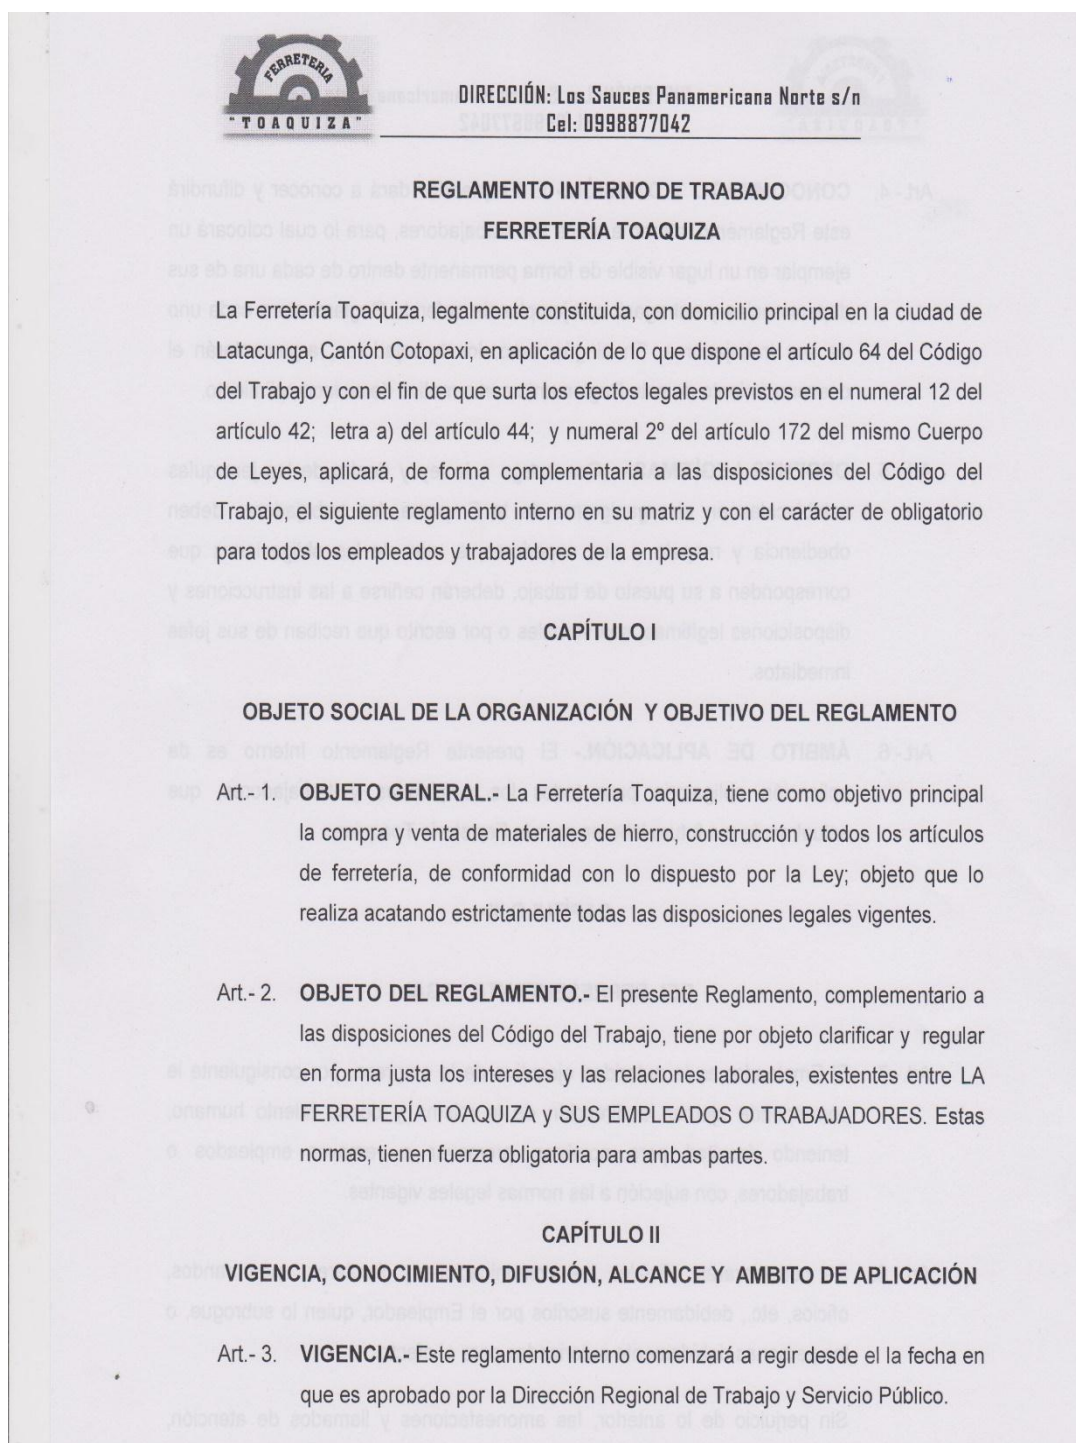 FERRETERIA
"TOAQUIZA"
DIRECCIÓN: Los Sauces Panamericana Norte s/n
Cel: 0998877042
REGLAMENTO INTERNO DE TRABAJO
FERRETERÍA TOAQUIZA
La Ferretería Toaquiza, legalmente constituida, con domicilio principal en la ciudad de
Latacunga, Cantón Cotopaxi, en aplicación de lo que dispone el artículo 64 del Código
del Trabajo y con el fin de que surta los efectos legales previstos en el numeral 12 del
artículo 42; letra a) del artículo 44; y numeral 2º del artículo 172 del mismo Cuerpo
de Leyes, aplicará, de forma complementaria a las disposiciones del Código del
Trabajo, el siguiente reglamento interno en su matriz y con el carácter de obligatorio
para todos los empleados y trabajadores de la empresa.
CAPÍTULO I
OBJETO SOCIAL DE LA ORGANIZACIÓN Y OBJETIVO DEL REGLAMENTO
Art.- 1. OBJETO GENERAL.- La Ferretería Toaquiza, tiene como objetivo principal
la compra y venta de materiales de hierro, construcción y todos los artículos
de ferretería, de conformidad con lo dispuesto por la Ley; objeto que lo
realiza acatando estrictamente todas las disposiciones legales vigentes.
Art.- 2. OBJETO DEL REGLAMENTO.- El presente Reglamento, complementario a
las disposiciones del Código del Trabajo, tiene por objeto clarificar y regular
en forma justa los intereses y las relaciones laborales, existentes entre LA
FERRETERÍA TOAQUIZA y SUS EMPLEADOS O TRABAJADORES. Estas
normas, tienen fuerza obligatoria para ambas partes.
CAPÍTULO II
VIGENCIA, CONOCIMIENTO, DIFUSIÓN, ALCANCE Y AMBITO DE APLICACIÓN
Art.- 3. VIGENCIA.- Este reglamento Interno comenzará a regir desde el la fecha en
que es aprobado por la Dirección Regional de Trabajo y Servicio Público.